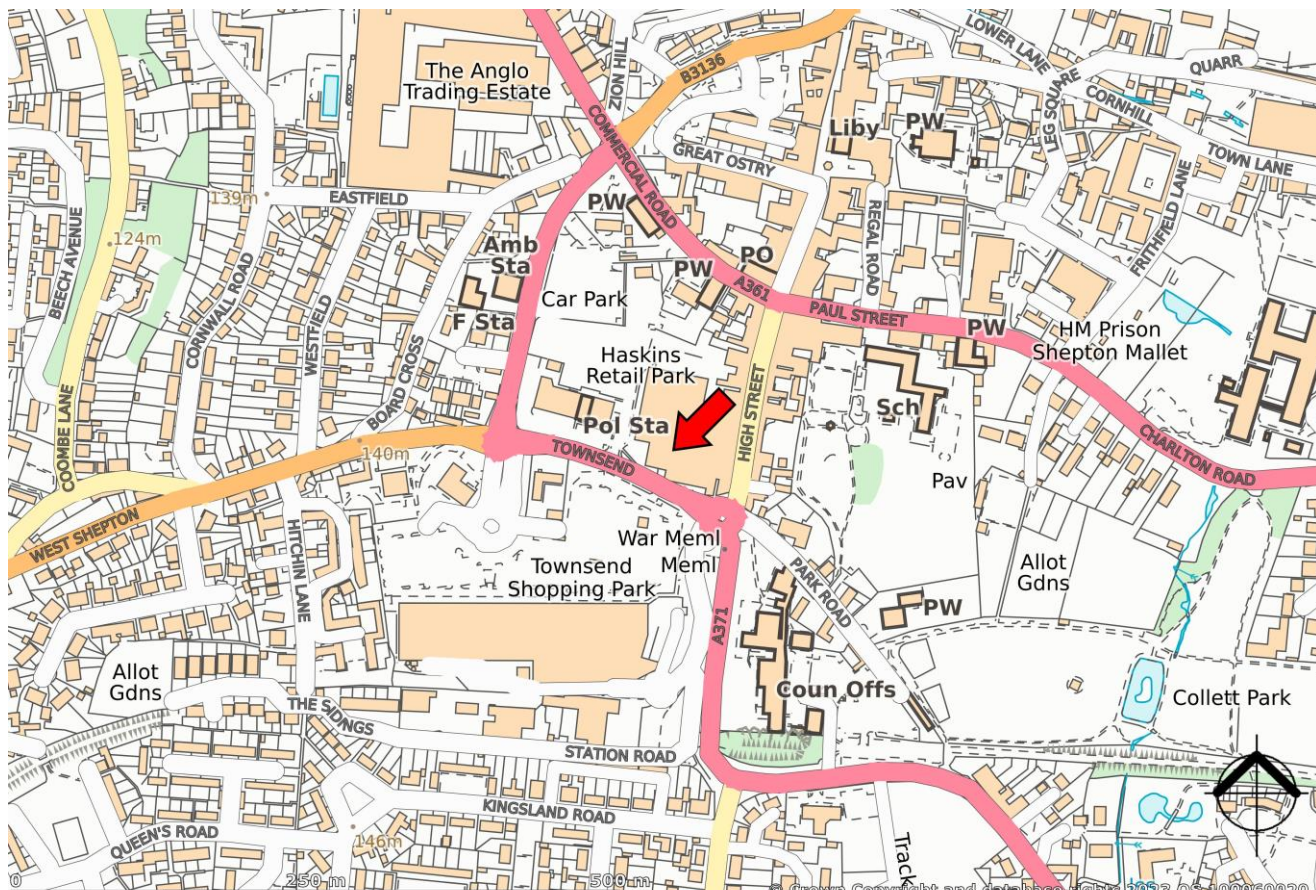 LOWER LANE
QUARR
ZION HILL
B3136
The Anglo
Trading Estate
LEG SQUARE
CORNHILL
COMMERCIAL ROAD
Liby
PW
TOWN LANE
GREAT OSTRY
BEECH AVENUE
139m
EASTFIELD
PW
REGAL ROAD
FRITHFIELD LANE
124m
CORNWALL ROAD
Amb
Sta
PO
PW
A361
WESTFIELD
Car Park
PAUL STREET
F Sta
PW
HM Prison
Shepton Mallet
Haskins
Retail Park
BOARD CROSS
HIGH STREET
Sch
Pol Sta
COOMBE LANE
140m
TOWNSEND
CHARLTON ROAD
Pav
WEST SHEPTON
HITCHIN LANE
War Meml
Meml
Townsend
Shopping Park
PARK ROAD
Allot
Gdns
PW
A371
Allot
Gdns
Coun Offs
Collett Park
THE SIDINGS
STATION ROAD
KINGSLAND ROAD
QUEEN'S ROAD
146m
Track
0
250 m
500 m